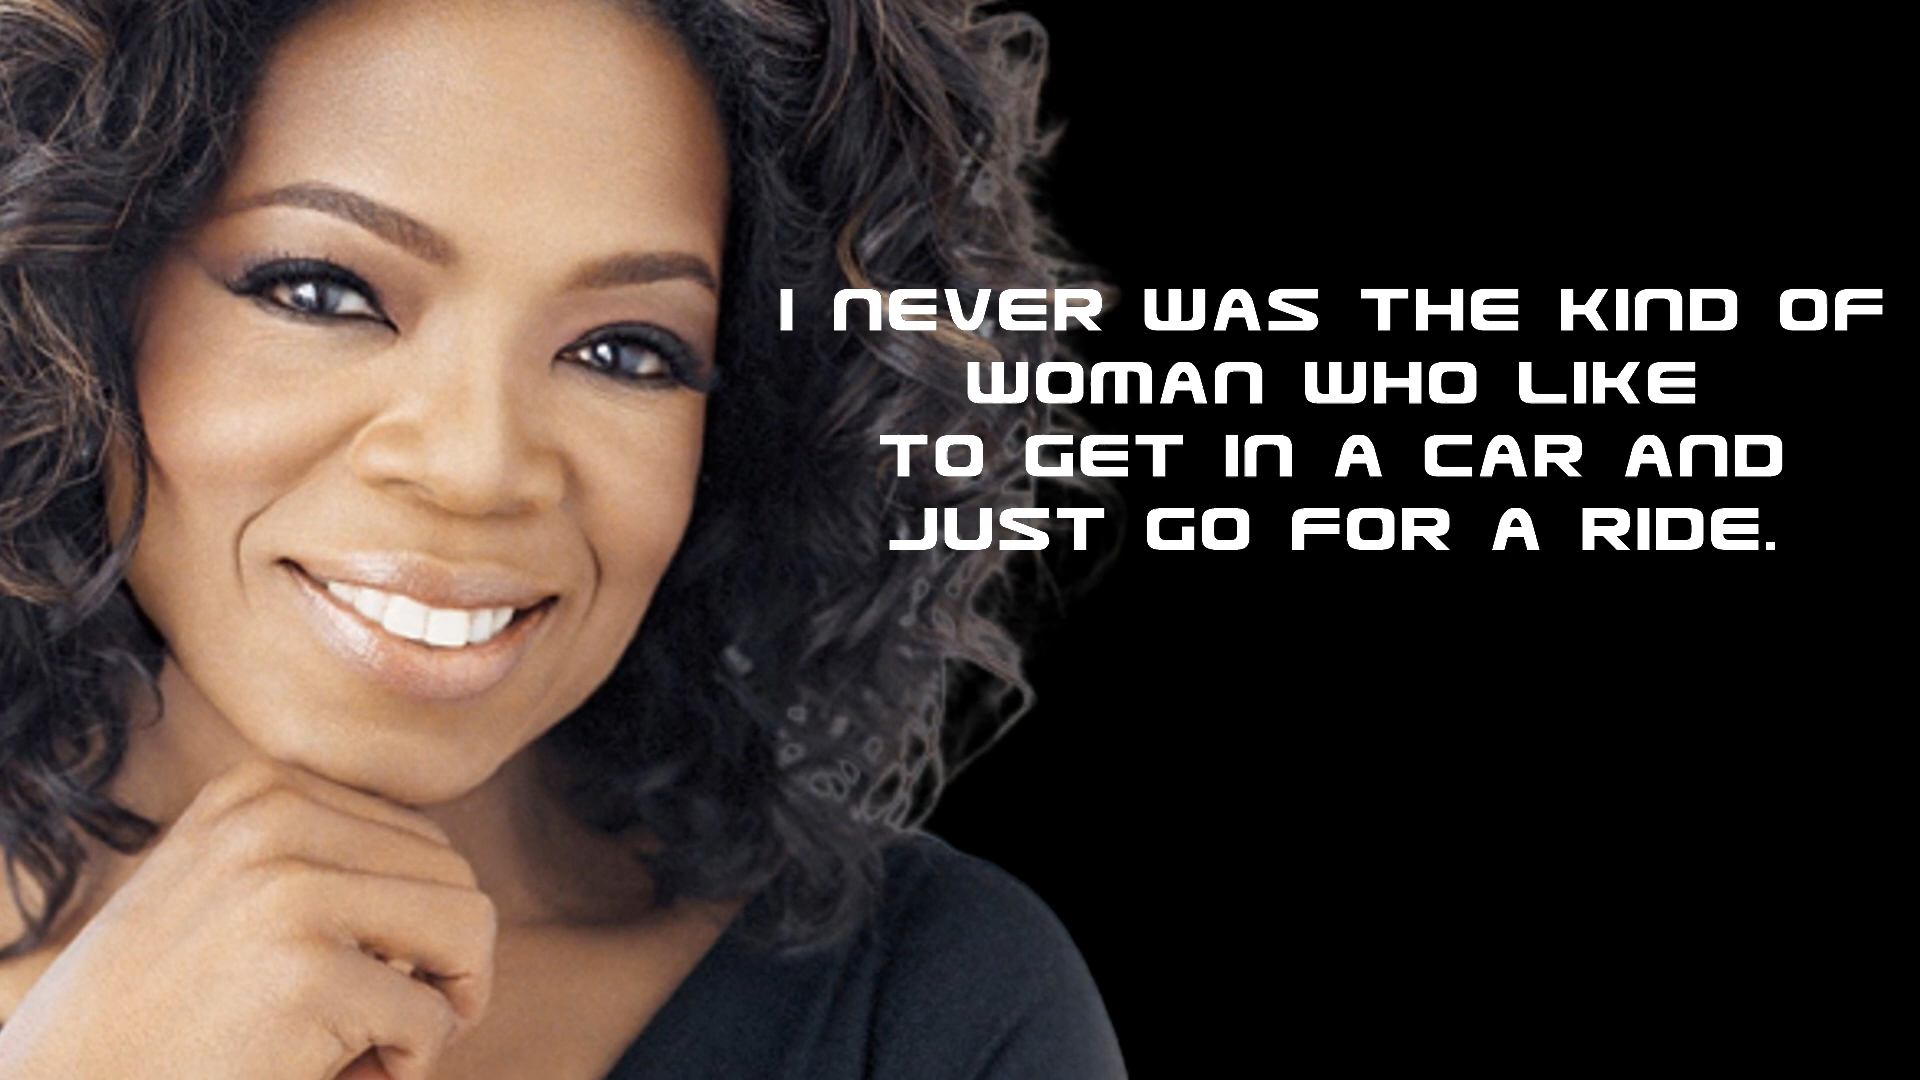 I NEVER WAS THE KIND OF
WOMAN WHO LIKE
TO GET IN A CAR AND
JUST GO FOR A RIDE.